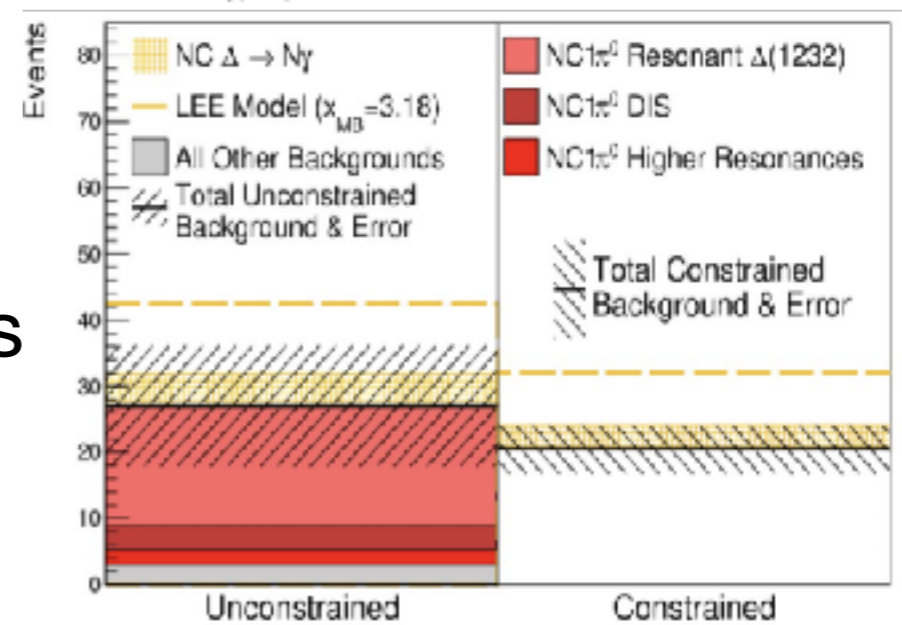 Events
80
70
60
50
40
30
20
10
0
NC Δ → Nγ
LEE Model (x_MB=3.18)
All Other Backgrounds
Total Unconstrained
Background & Error
NC1π⁰ Resonant Δ(1232)
NC1π⁰ DIS
NC1π⁰ Higher Resonances
Total Constrained
Background & Error
s
Unconstrained
Constrained